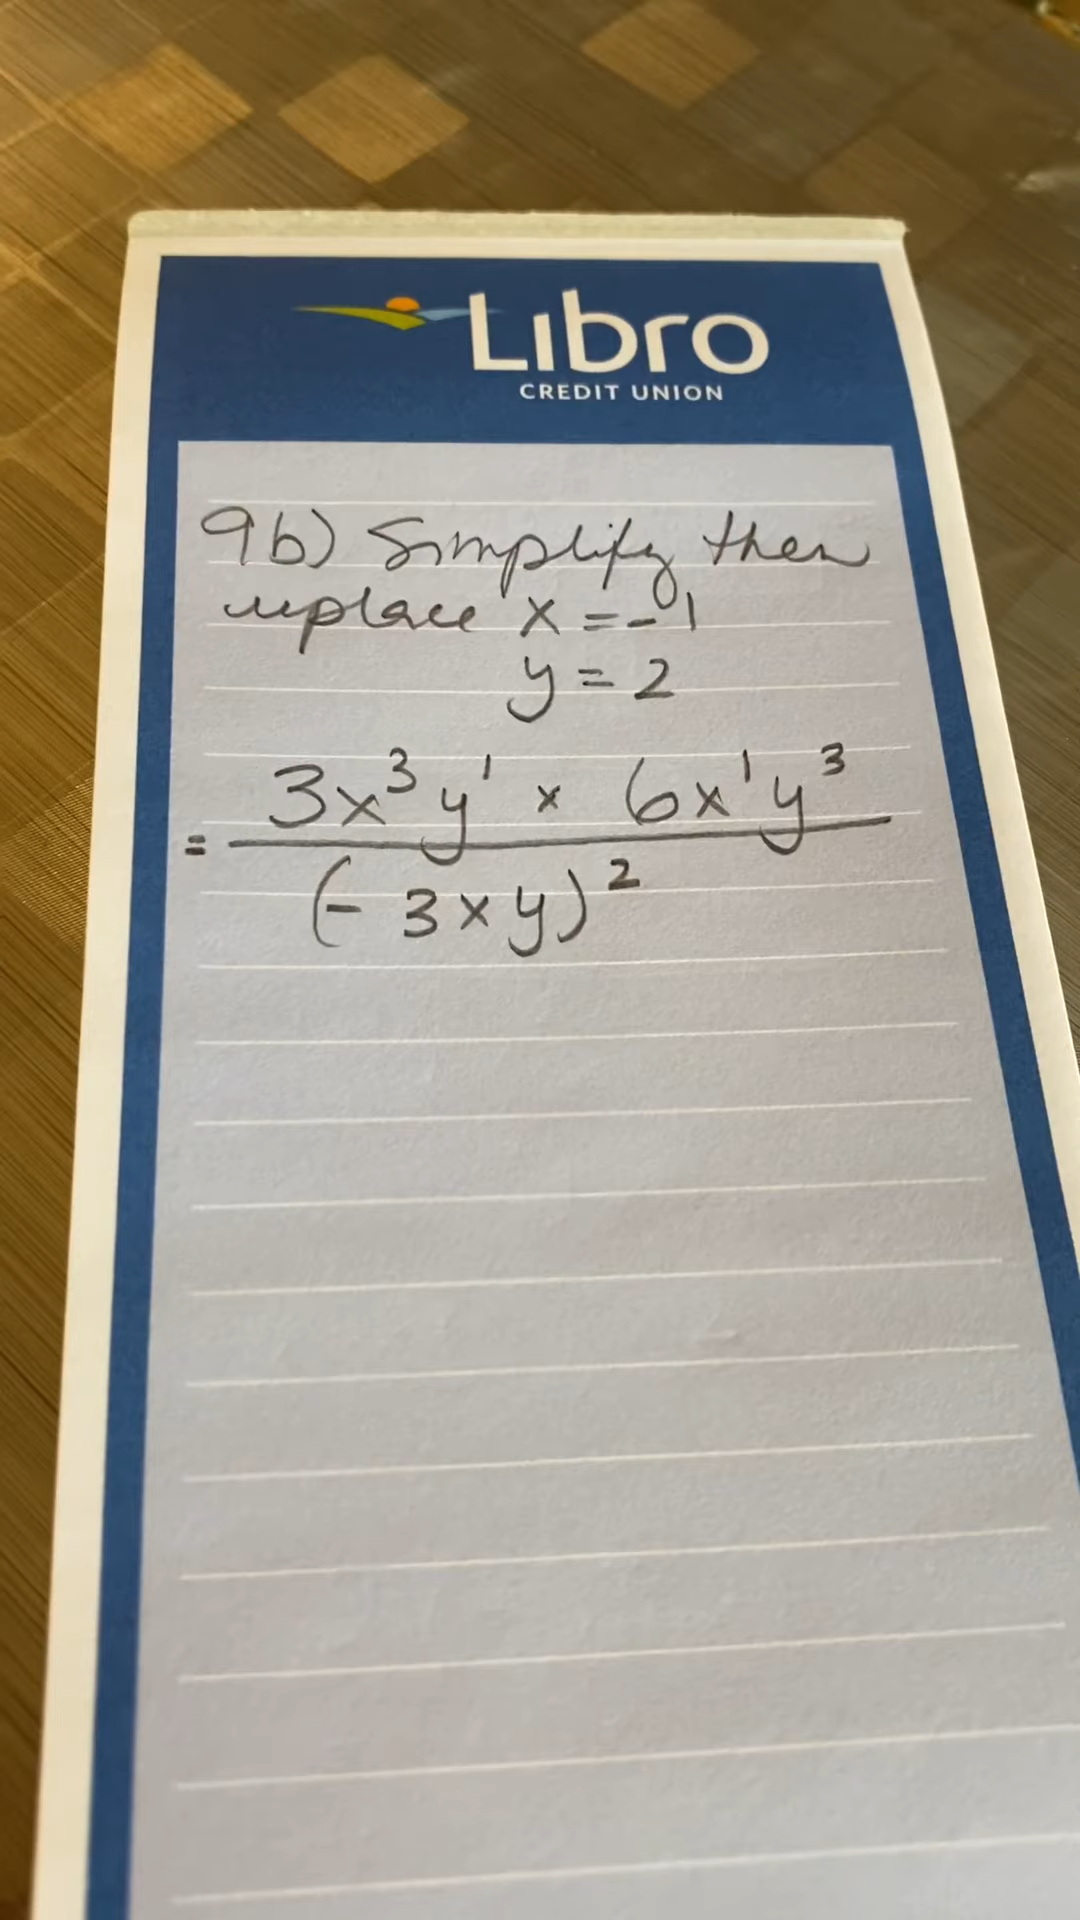 Libro
CREDIT UNION
9b) Simplify then
replace x = -1
y = 2
3x³y¹ × 6x¹y³
=
(- 3xy)²